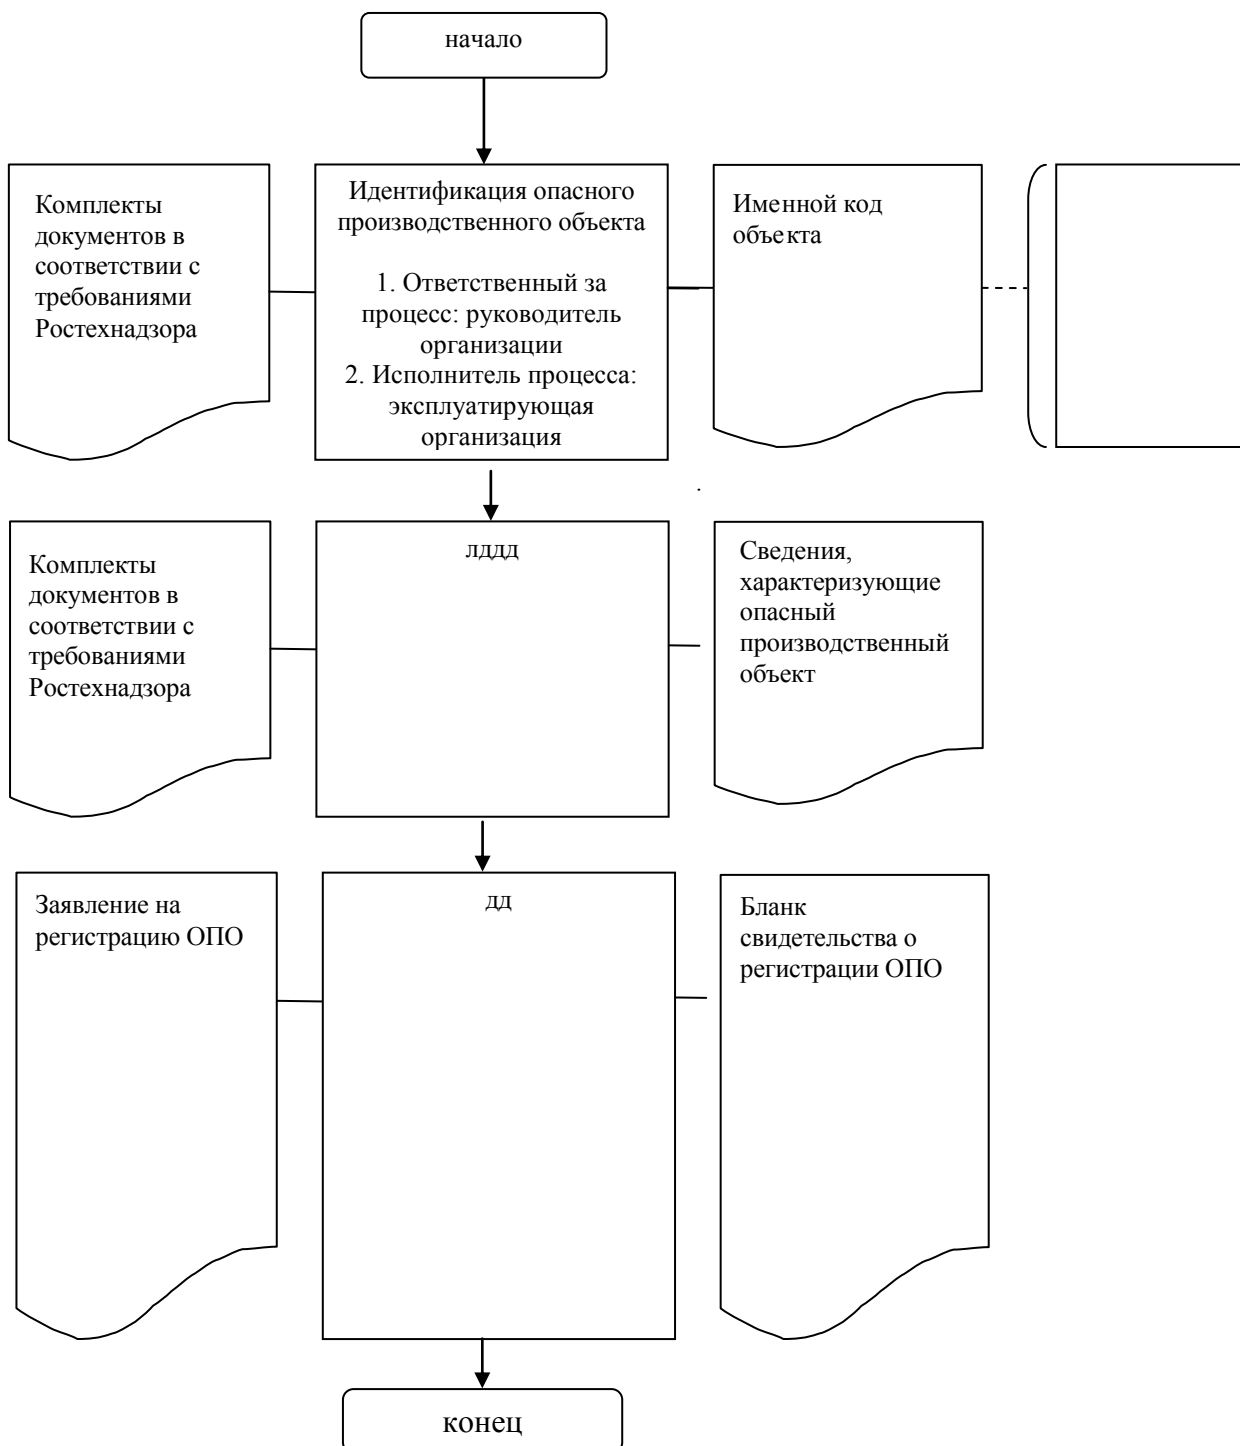 начало
Комплекты
документов в
соответствии с
требованиями
Ростехнадзора
Идентификация опасного
производственного объекта
1. Ответственный за
процесс: руководитель
организации
2. Исполнитель процесса:
эксплуатирующая
организация
Именной код
объекта
Комплекты
документов в
соответствии с
требованиями
Ростехнадзора
лддд
Сведения,
характеризующие
опасный
производственный
объект
Заявление на
регистрацию ОПО
дд
Бланк
свидетельства о
регистрации ОПО
конец